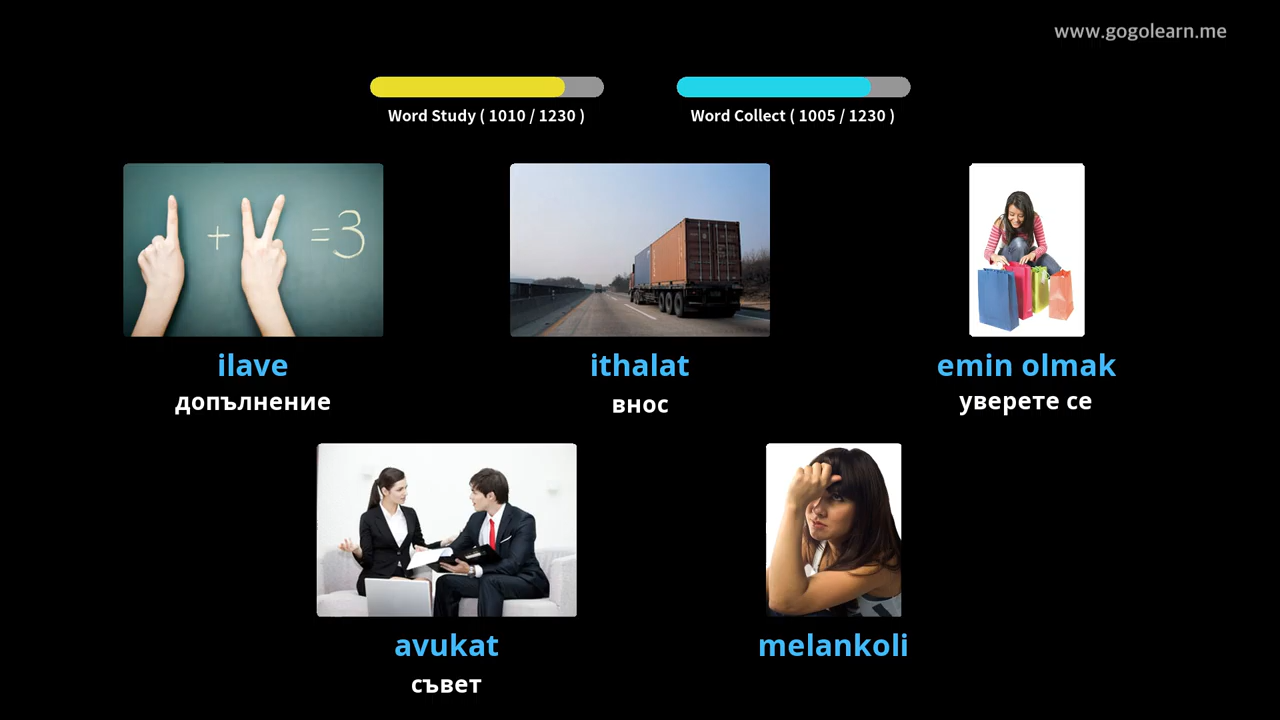 www.gogolearn.me
Word Study ( 1010 / 1230 )
Word Collect ( 1005 / 1230 )
+ =3
ilave
допълнение
ithalat
внос
emin olmak
уверете се
avukat
съвет
melankoli